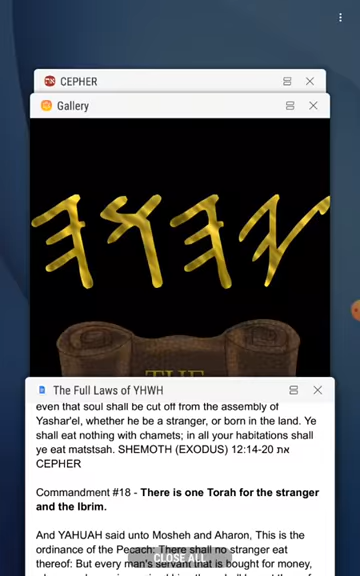 CEPHER
Gallery
𐤉𐤄𐤅𐤄
THE
The Full Laws of YHWH
even that soul shall be cut off from the assembly of
Yashar'el, whether he be a stranger, or born in the land. Ye
shall eat nothing with chamets; in all your habitations shall
ye eat matstsah. SHEMOTH (EXODUS) 12:14-20 את
CEPHER
Commandment #18 - There is one Torah for the stranger
and the Ibrim.
And YAHUAH said unto Mosheh and Aharon, This is the
ordinance of the Pecach: There shall no stranger eat
thereof: But every man's servant that is bought for money,
CLOSE ALL